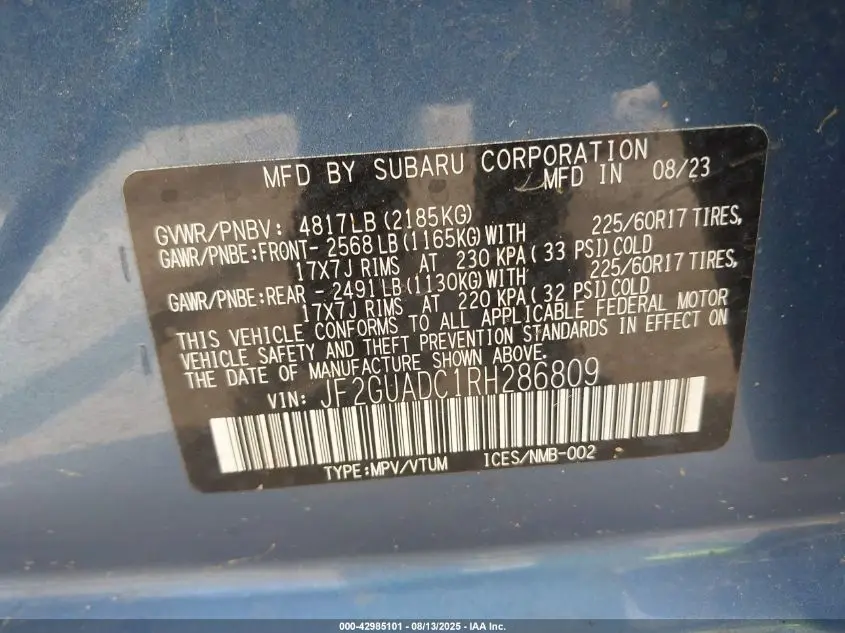 MFD BY SUBARU CORPORATION
MFD IN 08/23
GVWR/PNBV: 4817LB (2185KG)
GAWR/PNBE:FRONT- 2568 LB (1165KG) WITH 225/60R17 TIRES,
17X7J RIMS AT 230 KPA ( 33 PSI) COLD
GAWR/PNBE:REAR - 2491 LB (1130KG) WITH 225/60R17 TIRES,
17X7J RIMS AT 220 KPA ( 32 PSI) COLD
THIS VEHICLE CONFORMS TO ALL APPLICABLE FEDERAL MOTOR
VEHICLE SAFETY AND THEFT PREVENTION STANDARDS IN EFFECT ON
THE DATE OF MANUFACTURE SHOWN ABOVE.
VIN: JF2GUADC1RH286809
TYPE:MPV/VTUM ICES/NMB-002
000-42985101 - 08/13/2025 - IAA Inc.